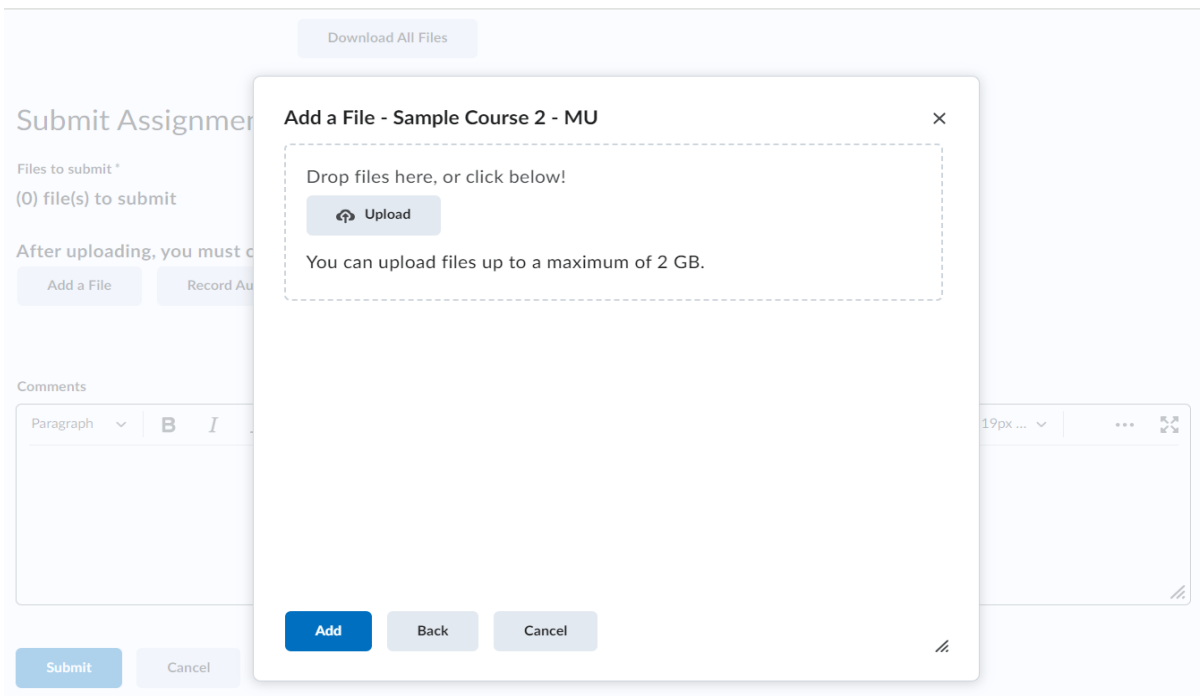 Download All Files
Add a File - Sample Course 2 - MU
Submit Assignmen
Drop files here, or click below!
Files to submit *
(0) file(s) to submit
Upload
After uploading, you must c
You can upload files up to a maximum of 2 GB.
Add a File
Record Au
Comments
Paragraph
B
I
19px ...
Add
Back
Cancel
Submit
Cancel